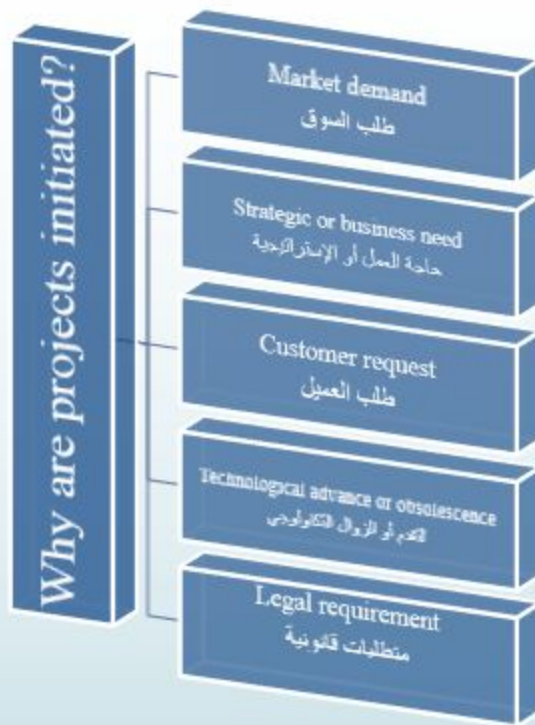 Why are projects initiated?
Market demand
طلب السوق
Strategic or business need
حاجة العمل أو الإستراتيجية
Customer request
طلب العميل
Technological advance or obsolescence
التقدم أو الزوال التكنولوجي
Legal requirement
متطلبات قانونية